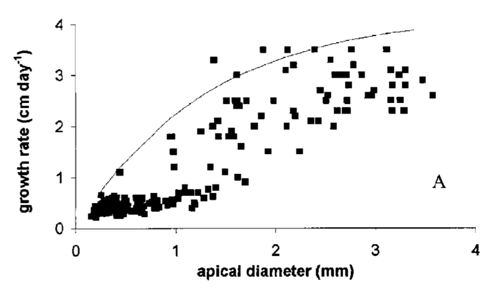 4
3
2
1
0
growth rate (cm day⁻¹)
A
0 1 2 3 4
apical diameter (mm)